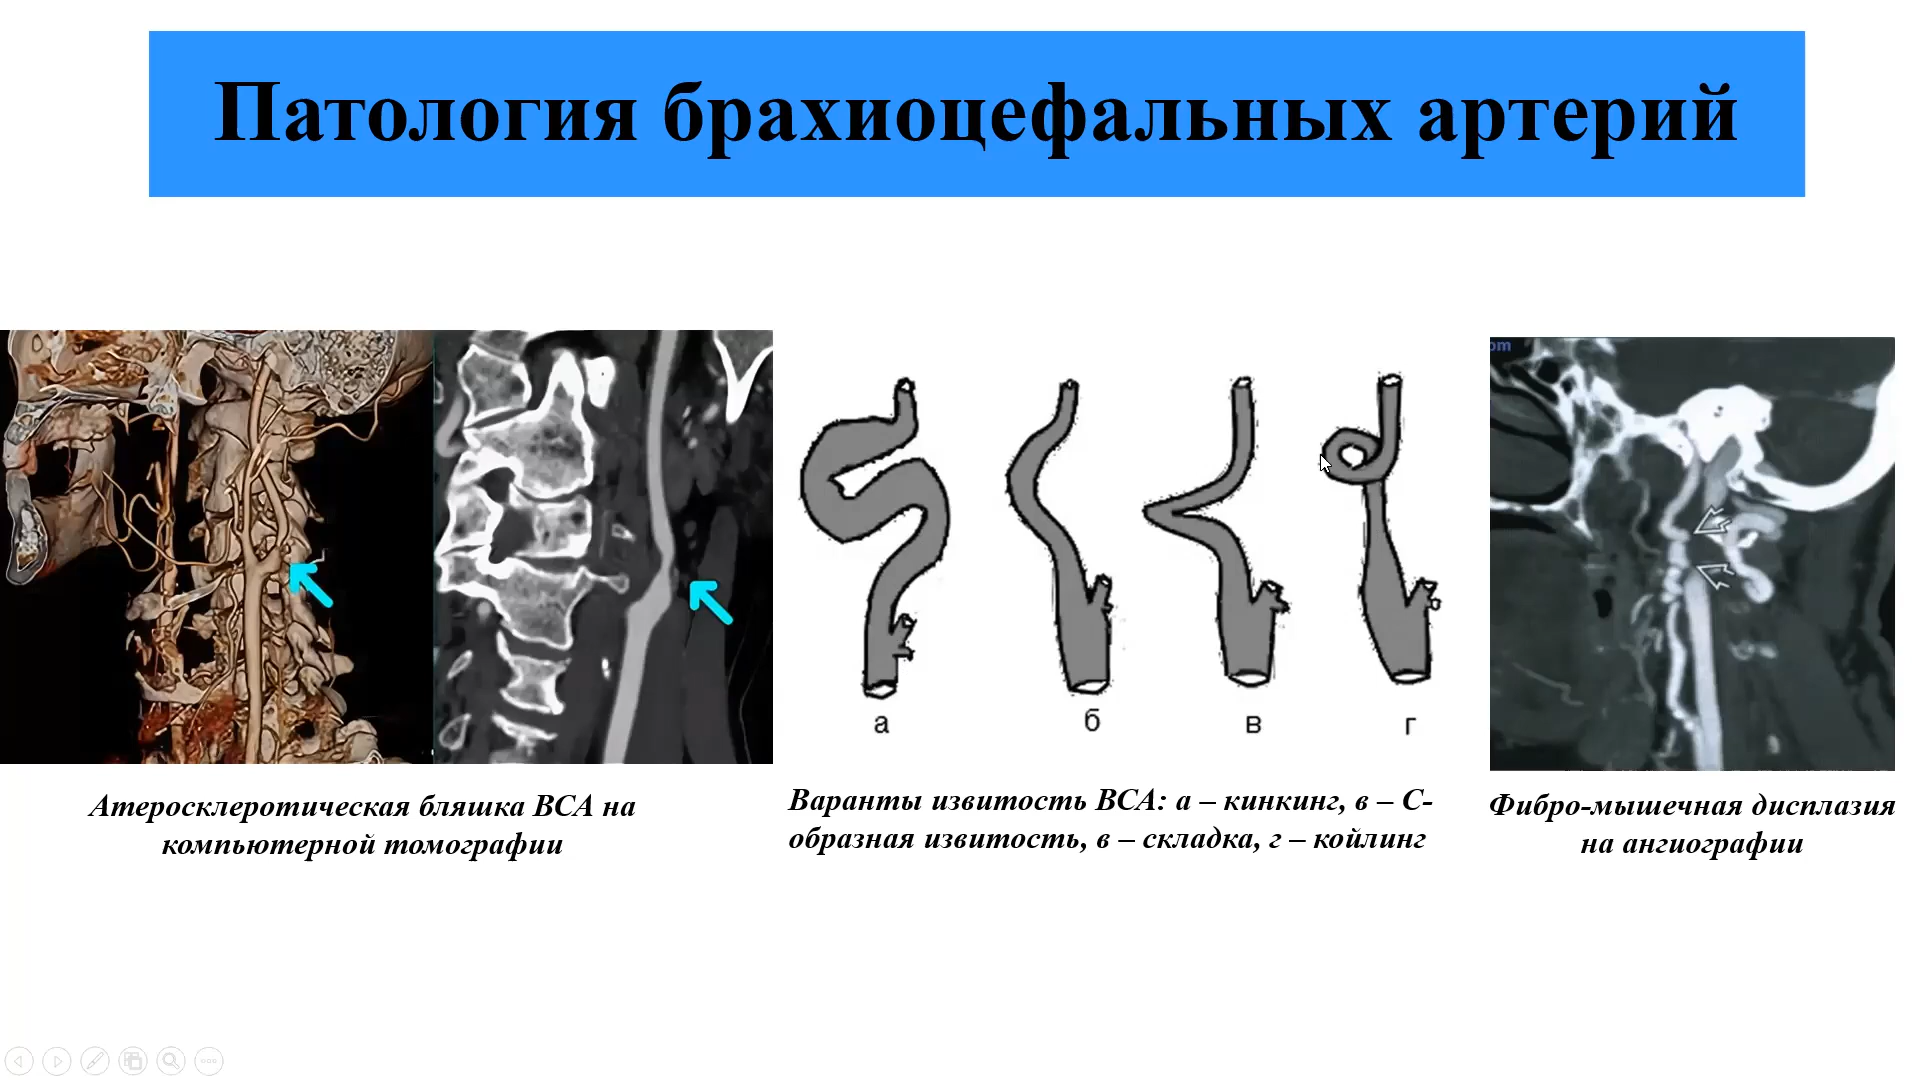 Патология брахиоцефальных артерий
om
а
б
в
г
Атеросклеротическая бляшка ВСА на
компьютерной томографии
Варанты извитость ВСА: а – кинкинг, в – С-
образная извитость, в – складка, г – койлинг
Фибро-мышечная дисплазия
на ангиографии